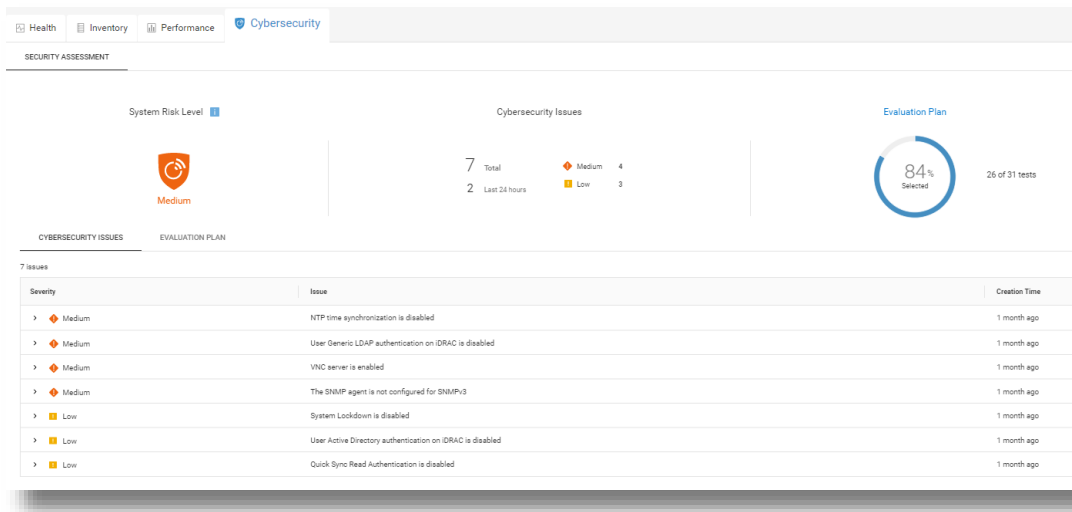 Health Inventory Performance Cybersecurity
SECURITY ASSESSMENT
System Risk Level
Medium
Cybersecurity Issues
7 Total
2 Last 24 hours
Medium 4
Low 3
Evaluation Plan
84%
Selected
26 of 31 tests
CYBERSECURITY ISSUES EVALUATION PLAN
7 issues
Severity Issue Creation Time
Medium NTP time synchronization is disabled 1 month ago
Medium User Generic LDAP authentication on iDRAC is disabled 1 month ago
Medium VNC server is enabled 1 month ago
Medium The SNMP agent is not configured for SNMPv3 1 month ago
Low System Lockdown is disabled 1 month ago
Low User Active Directory authentication on iDRAC is disabled 1 month ago
Low Quick Sync Read Authentication is disabled 1 month ago